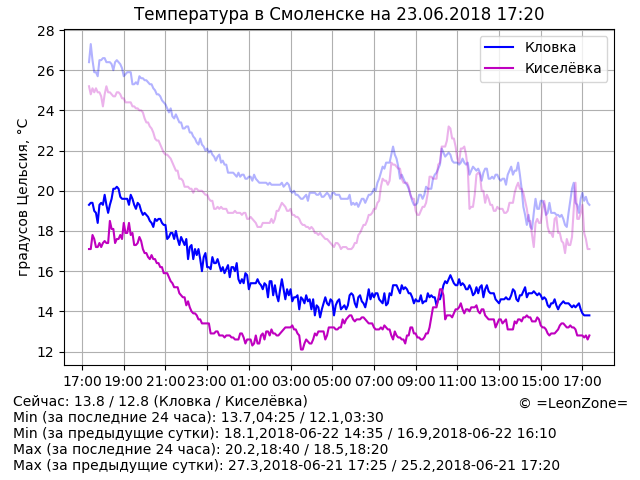 Температура в Смоленске на 23.06.2018 17:20
28
26
24
22
20
18
16
14
12
градусов Цельсия, °C
Кловка
Киселёвка
17:00 19:00 21:00 23:00 01:00 03:00 05:00 07:00 09:00 11:00 13:00 15:00 17:00
Сейчас: 13.8 / 12.8 (Кловка / Киселёвка)
© =LeonZone=
Min (за последние 24 часа): 13.7,04:25 / 12.1,03:30
Min (за предыдущие сутки): 18.1,2018-06-22 14:35 / 16.9,2018-06-22 16:10
Max (за последние 24 часа): 20.2,18:40 / 18.5,18:20
Max (за предыдущие сутки): 27.3,2018-06-21 17:25 / 25.2,2018-06-21 17:20